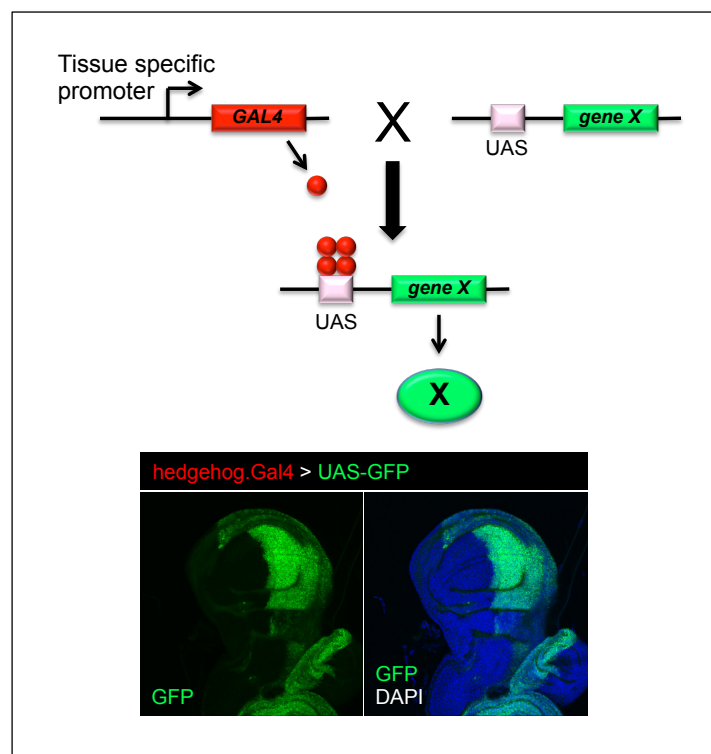 Tissue specific
promoter
GAL4
X
gene X
UAS
gene X
UAS
X
hedgehog.Gal4 > UAS-GFP
GFP
GFP
DAPI